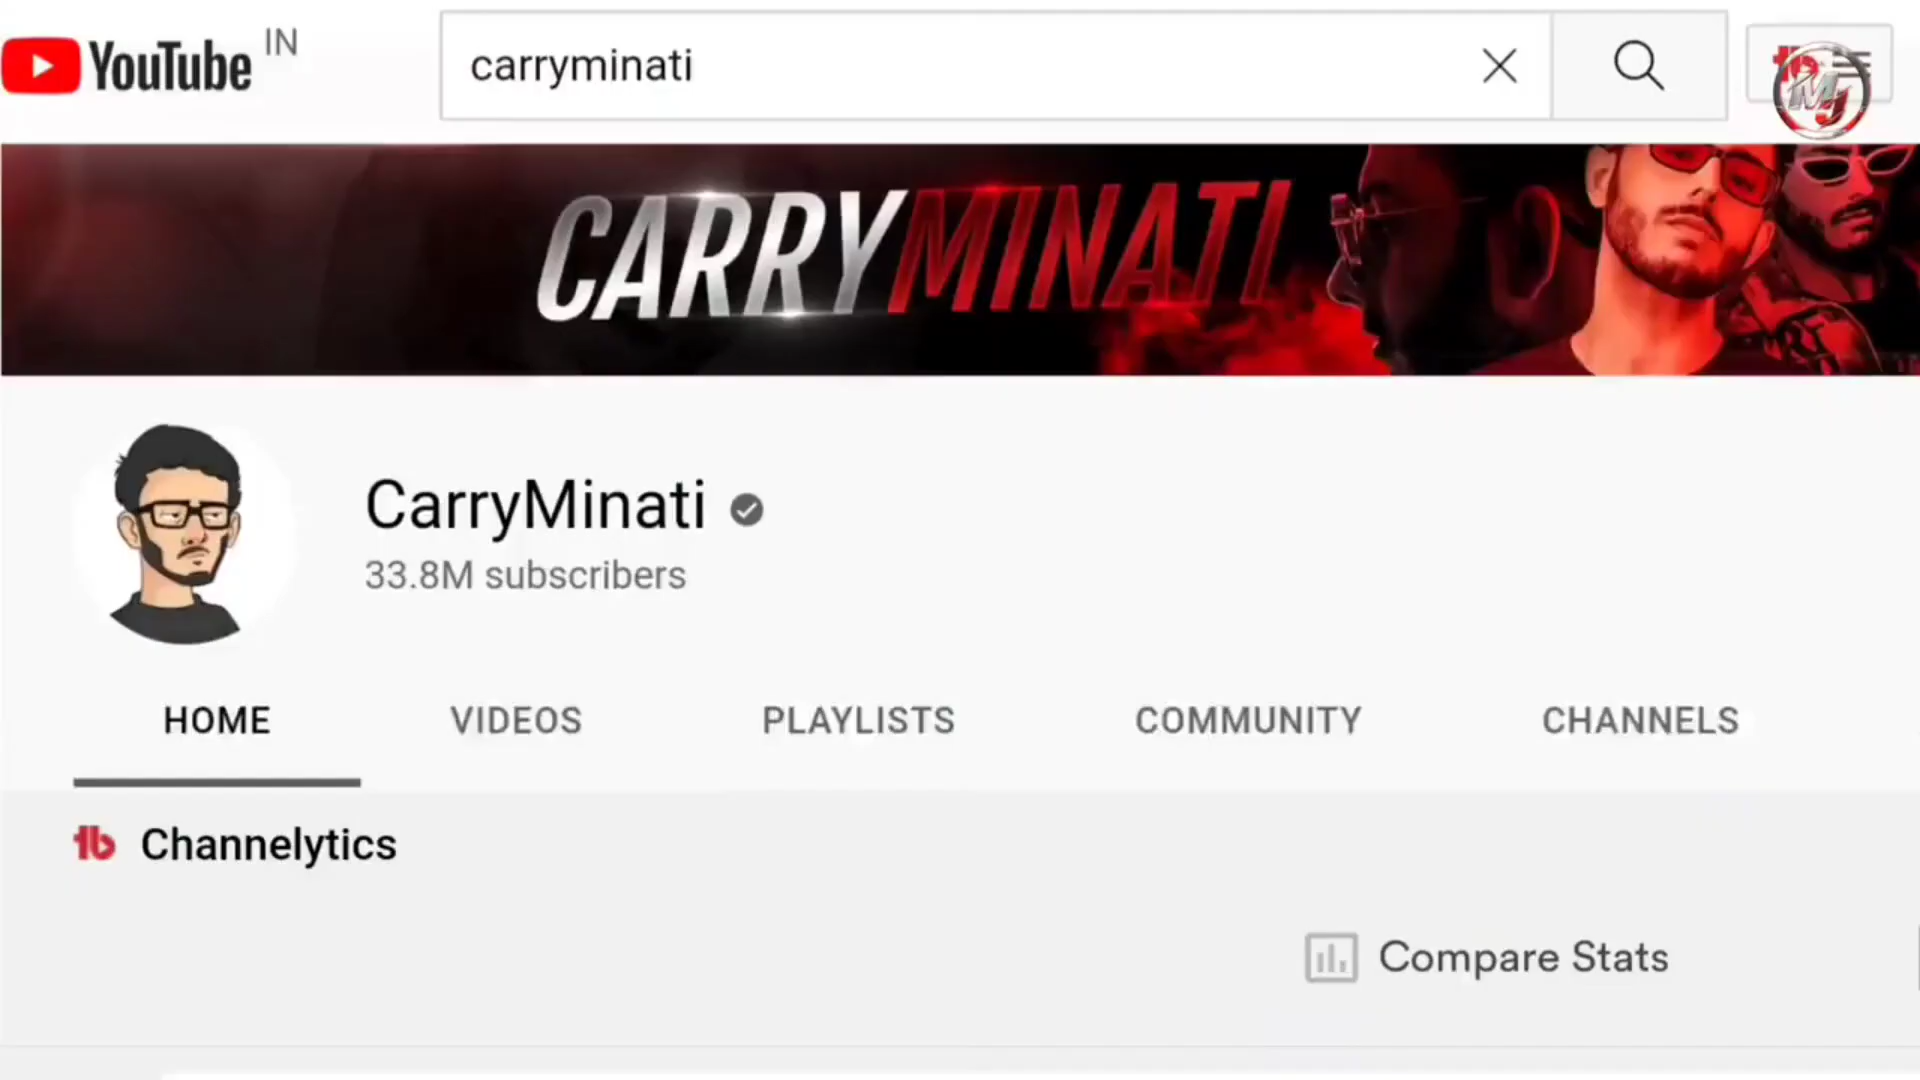 YouTube IN
carryminati
CARRYMINATI
CarryMinati
33.8M subscribers
HOME VIDEOS PLAYLISTS COMMUNITY CHANNELS
Channelytics
Compare Stats